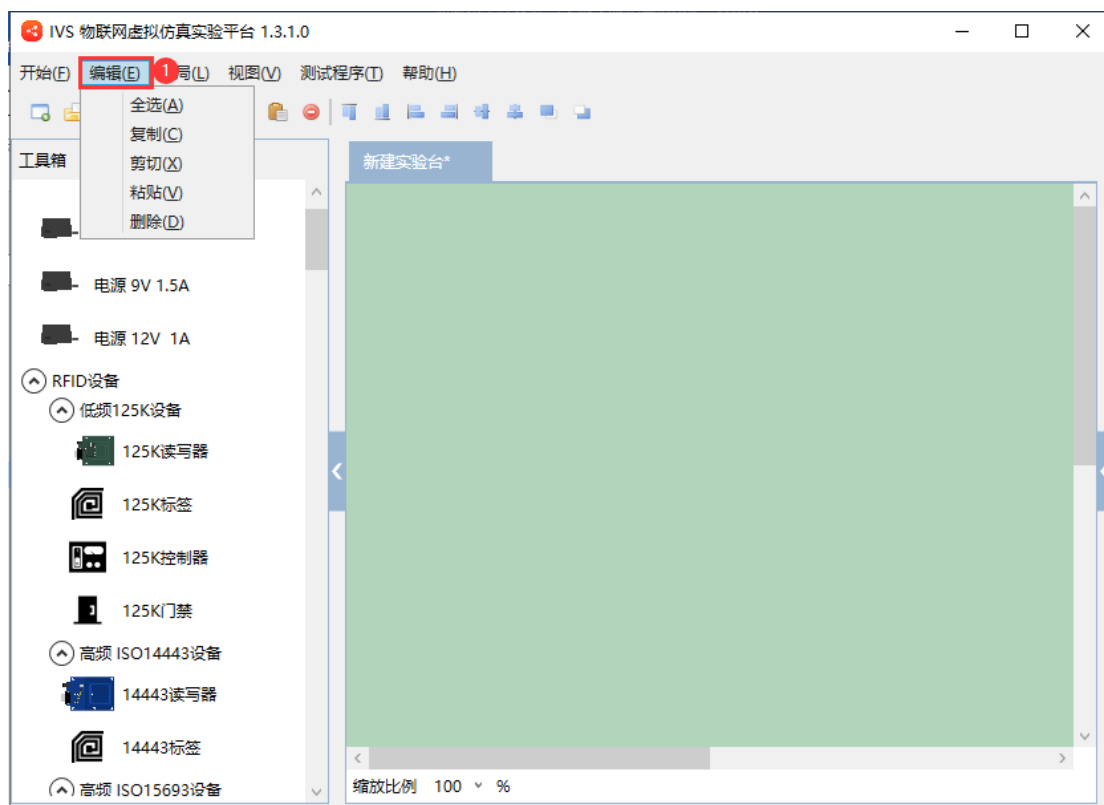 IVS 物联网虚拟仿真实验平台 1.3.1.0
开始(F) 编辑(E) 1 局(L) 视图(V) 测试程序(T) 帮助(H)
全选(A)
复制(C)
剪切(X)
粘贴(V)
删除(D)
工具箱
新建实验台*
电源 9V 1.5A
电源 12V 1A
RFID设备
低频125K设备
125K读写器
125K标签
125K控制器
125K门禁
高频 ISO14443设备
14443读写器
14443标签
高频 ISO15693设备
缩放比例 100 %